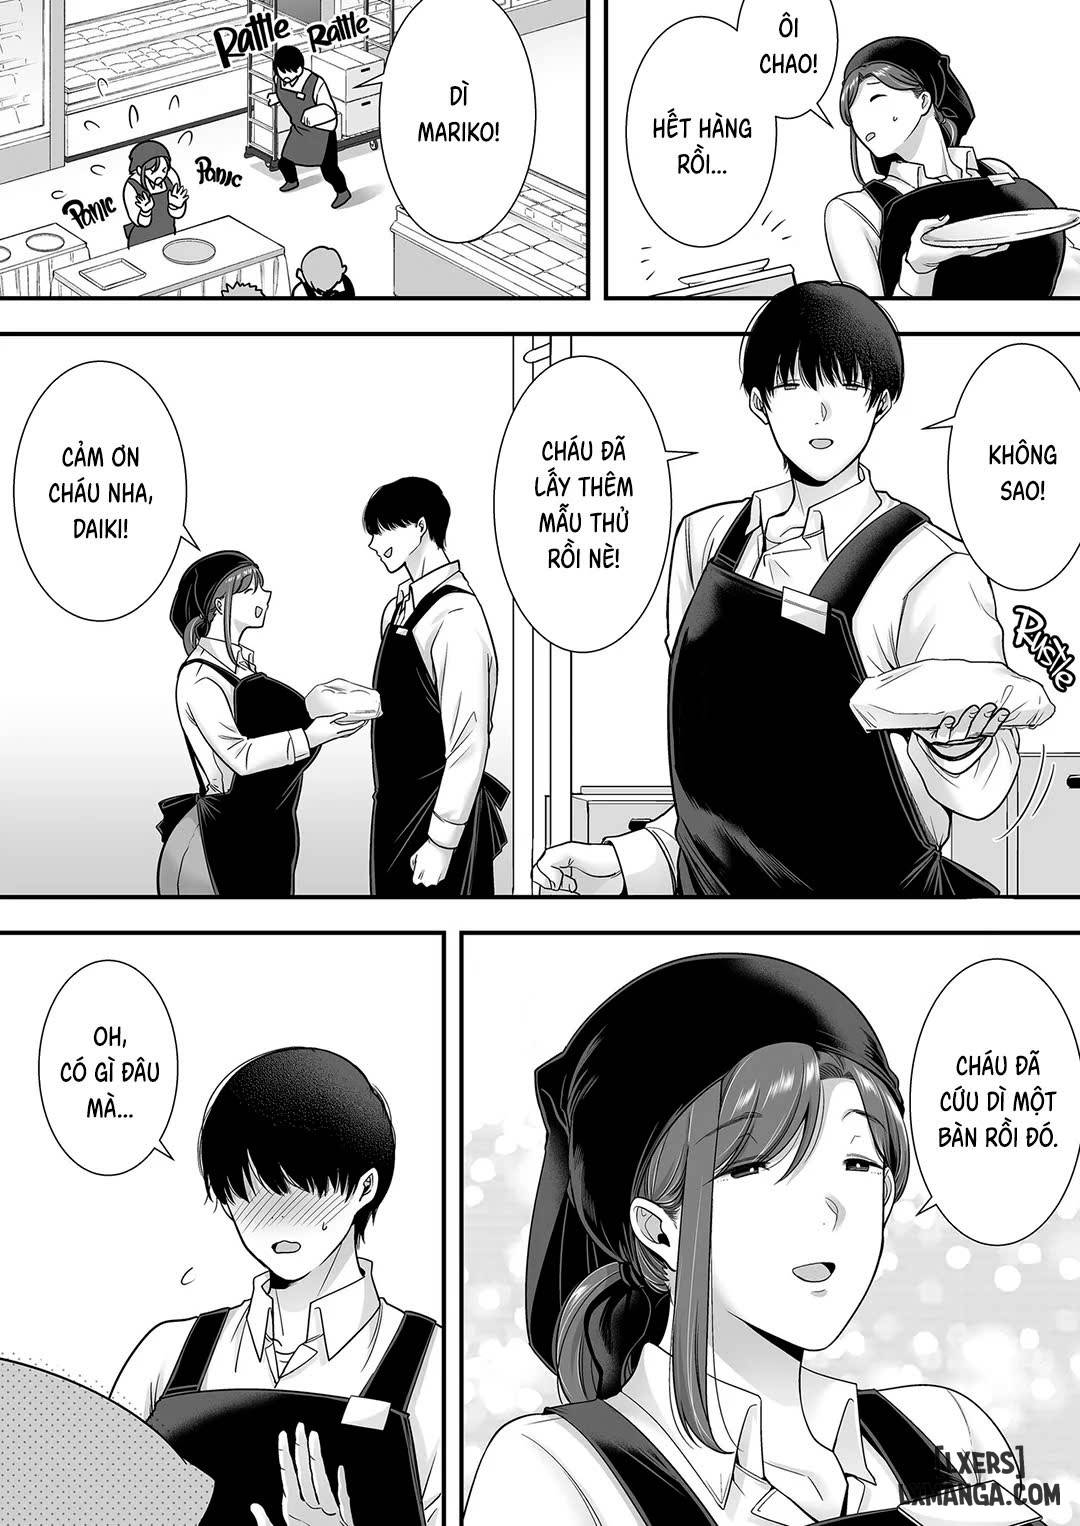 ÔI
CHAO!
HẾT HÀNG
RỒI...
DÌ
MARIKO!
Rattle
Rattle
Panic
Panic
KHÔNG
SAO!
CHÁU ĐÃ
LẤY THÊM
MẪU THỬ
RỒI NÈ!
Rustle
CẢM ƠN
CHÁU NHA,
DAIKI!
CHÁU ĐÃ
CỨU DÌ MỘT
BÀN RỒI ĐÓ.
OH,
CÓ GÌ ĐÂU
MÀ...
[LXERS]
LXMANGA.COM